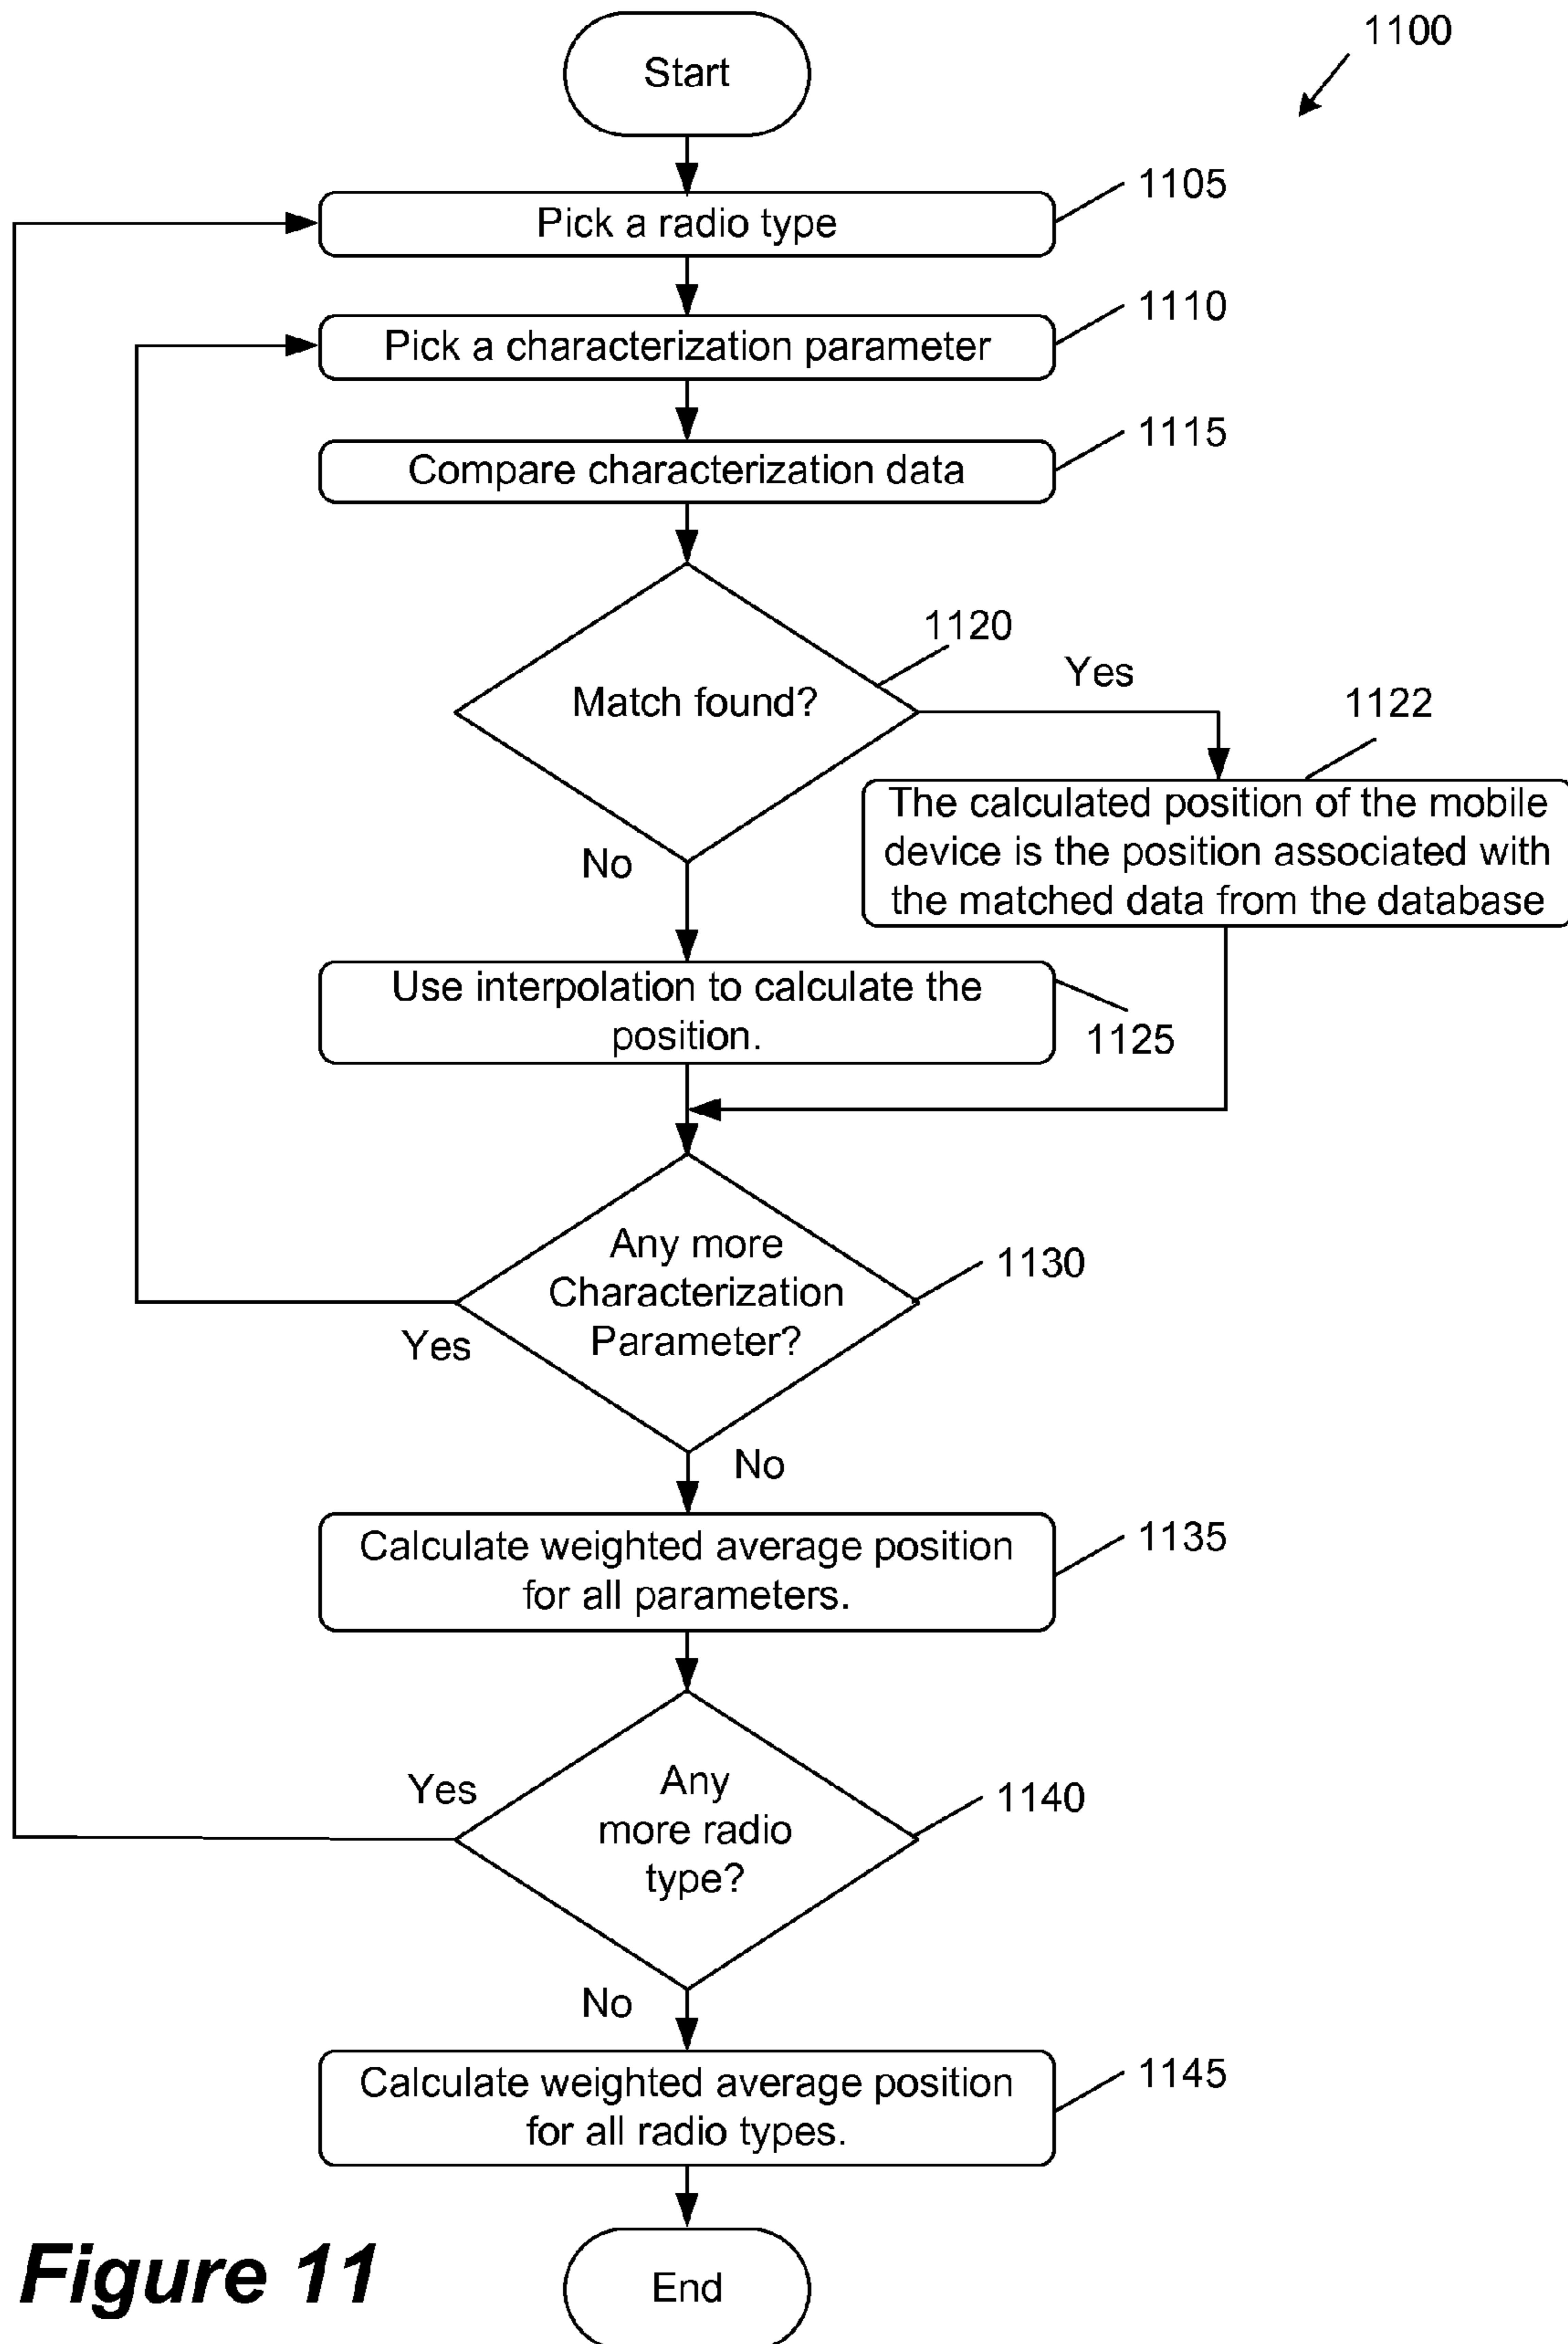 1100
Start
1105
Pick a radio type
1110
Pick a characterization parameter
1115
Compare characterization data
1120
Match found?
Yes
1122
The calculated position of the mobile
device is the position associated with
the matched data from the database
No
Use interpolation to calculate the
position.
1125
Any more
Characterization
Parameter?
1130
Yes
No
Calculate weighted average position
for all parameters.
1135
Yes
Any
more radio
type?
1140
No
Calculate weighted average position
for all radio types.
1145
Figure 11
End